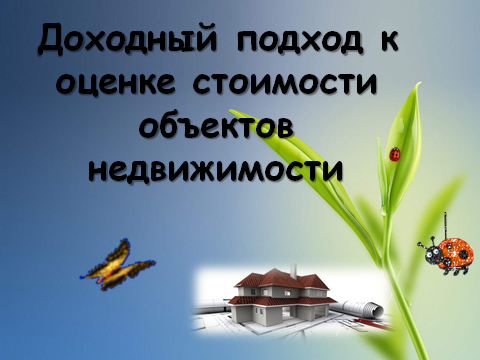 Доходный подход к
оценке стоимости
объектов
недвижимости